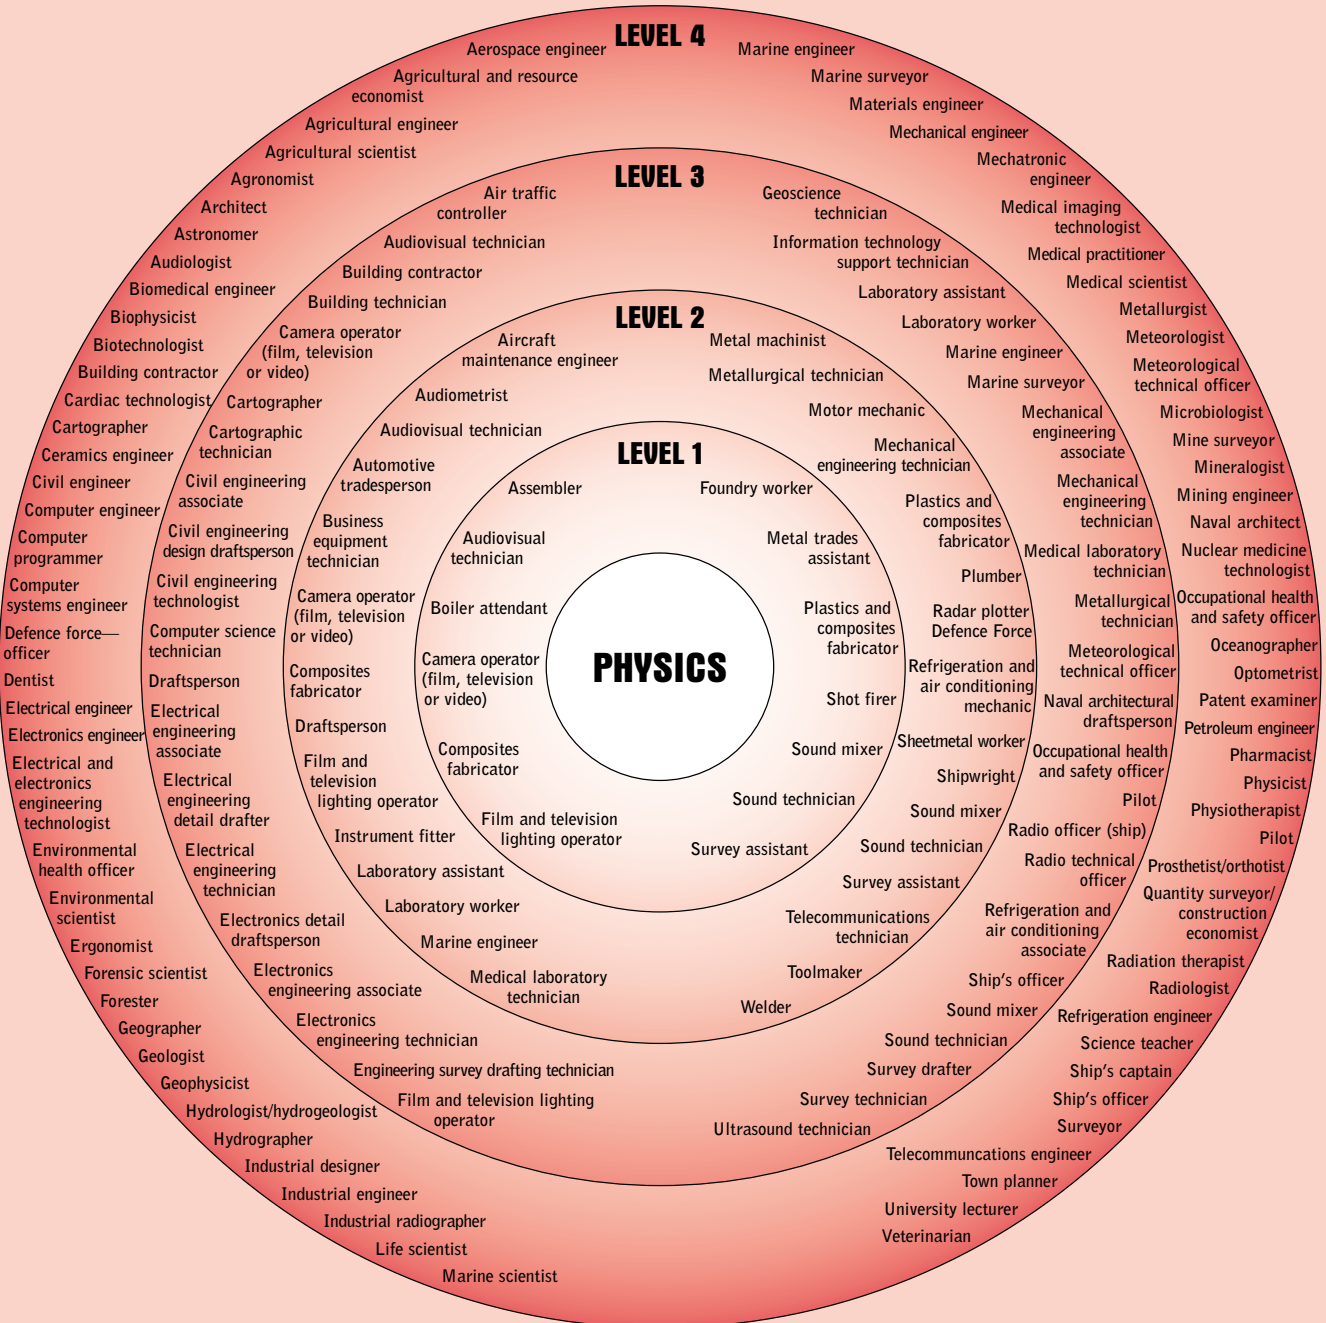 LEVEL 4
Aerospace engineer
Agricultural and resource
economist
Agricultural engineer
Agricultural scientist
Agronomist
Architect
Astronomer
Audiologist
Biomedical engineer
Biophysicist
Biotechnologist
Building contractor
Cardiac technologist
Cartographer
Ceramics engineer
Civil engineer
Computer engineer
Computer
programmer
Computer
systems engineer
Defence force—
officer
Dentist
Electrical engineer
Electronics engineer
Electrical and
electronics
engineering
technologist
Environmental
health officer
Environmental
scientist
Ergonomist
Forensic scientist
Forester
Geographer
Geologist
Geophysicist
Hydrologist/hydrogeologist
Hydrographer
Industrial designer
Industrial engineer
Industrial radiographer
Life scientist
Marine scientist
Marine engineer
Marine surveyor
Materials engineer
Mechanical engineer
Mechatronic
engineer
Medical imaging
technologist
Medical practitioner
Medical scientist
Metallurgist
Meteorologist
Meteorological
technical officer
Microbiologist
Mine surveyor
Mineralogist
Mining engineer
Naval architect
Nuclear medicine
technologist
Occupational health
and safety officer
Oceanographer
Optometrist
Patent examiner
Petroleum engineer
Pharmacist
Physicist
Physiotherapist
Pilot
Prosthetist/orthotist
Quantity surveyor/
construction
economist
Radiation therapist
Radiologist
Refrigeration engineer
Science teacher
Ship's captain
Ship's officer
Surveyor
Telecommuncations engineer
Town planner
University lecturer
Veterinarian
LEVEL 3
Air traffic
controller
Audiovisual technician
Building contractor
Building technician
Camera operator
(film, television
or video)
Cartographer
Cartographic
technician
Civil engineering
associate
Civil engineering
design draftsperson
Civil engineering
technologist
Computer science
technician
Draftsperson
Electrical
engineering
associate
Electrical
engineering
detail drafter
Electrical
engineering
technician
Electronics detail
draftsperson
Electronics
engineering associate
Electronics
engineering technician
Engineering survey drafting technician
Film and television lighting
operator
Geoscience
technician
Information technology
support technician
Laboratory assistant
Laboratory worker
Marine engineer
Marine surveyor
Mechanical
engineering
associate
Mechanical
engineering
technician
Medical laboratory
technician
Metallurgical
technician
Meteorological
technical officer
Naval architectural
draftsperson
Occupational health
and safety officer
Pilot
Radio officer (ship)
Radio technical
officer
Refrigeration and
air conditioning
associate
Ship's officer
Sound mixer
Sound technician
Survey drafter
Survey technician
Ultrasound technician
LEVEL 2
Aircraft
maintenance engineer
Audiometrist
Audiovisual technician
Automotive
tradesperson
Business
equipment
technician
Camera operator
(film, television
or video)
Composites
fabricator
Draftsperson
Film and
television
lighting operator
Instrument fitter
Laboratory assistant
Laboratory worker
Marine engineer
Medical laboratory
technician
Metal machinist
Metallurgical technician
Motor mechanic
Mechanical
engineering technician
Plastics and
composites
fabricator
Plumber
Radar plotter
Defence Force
Refrigeration and
air conditioning
mechanic
Sheetmetal worker
Shipwright
Sound mixer
Sound technician
Survey assistant
Telecommunications
technician
Toolmaker
Welder
LEVEL 1
Assembler
Audiovisual
technician
Boiler attendant
Camera operator
(film, television
or video)
Composites
fabricator
Film and television
lighting operator
Foundry worker
Metal trades
assistant
Plastics and
composites
fabricator
Shot firer
Sound mixer
Sound technician
Survey assistant
PHYSICS